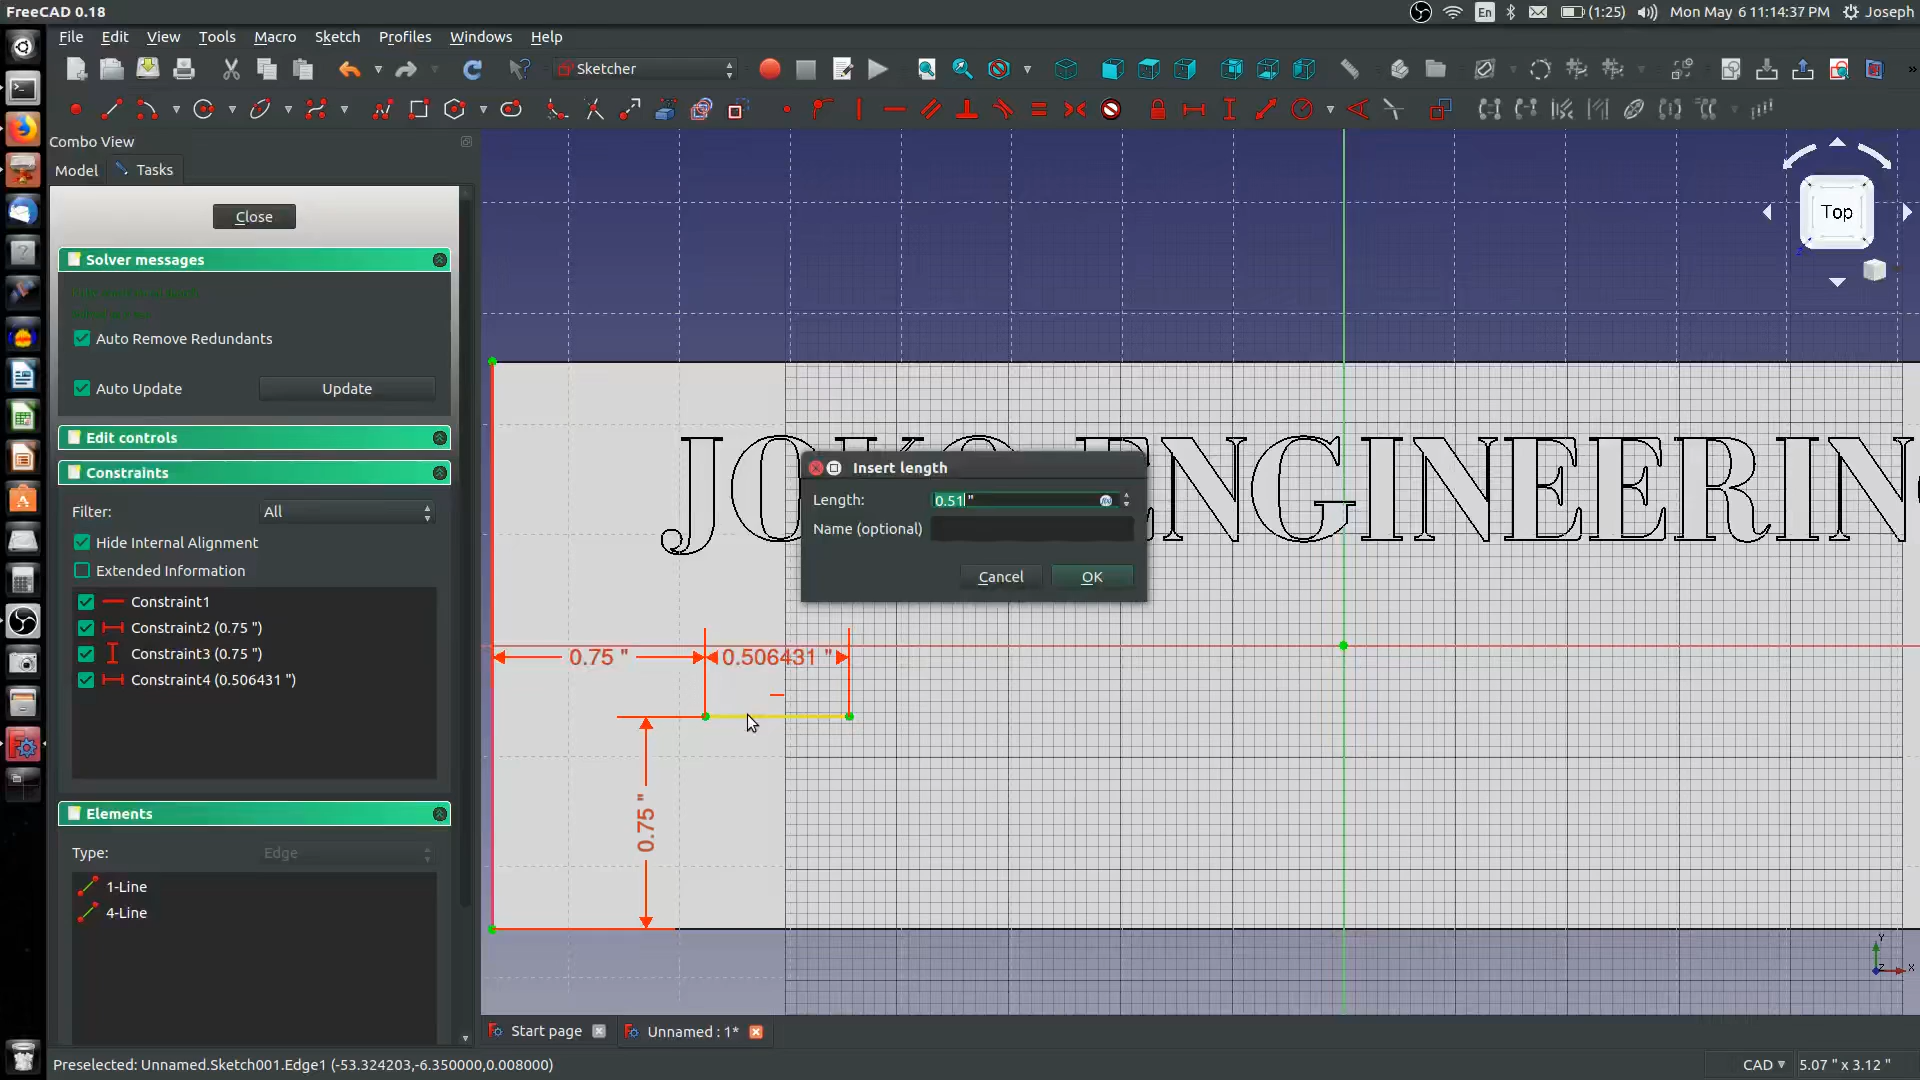 FreeCAD 0.18
En
(1:25)
Mon May 6 11:14:37 PM
Joseph
File Edit View Tools Macro Sketch Profiles Windows Help
Sketcher
Combo View
Model
Tasks
Close
Solver messages
Auto Remove Redundants
Auto Update
Update
Edit controls
Constraints
Filter:
All
Hide Internal Alignment
Extended Information
Constraint1
Constraint2 (0.75 ")
Constraint3 (0.75 ")
Constraint4 (0.506431 ")
Elements
Type:
Edge
1-Line
4-Line
Top
ENGINEERIN
Insert length
Length:
0.51 "
Name (optional)
Cancel
OK
0.75 "
0.506431 "
0.75 "
Y
Z
X
Start page
Unnamed : 1*
Preselected: Unnamed.Sketch001.Edge1 (-53.324203,-6.350000,0.008000)
CAD
5.07 " x 3.12 "